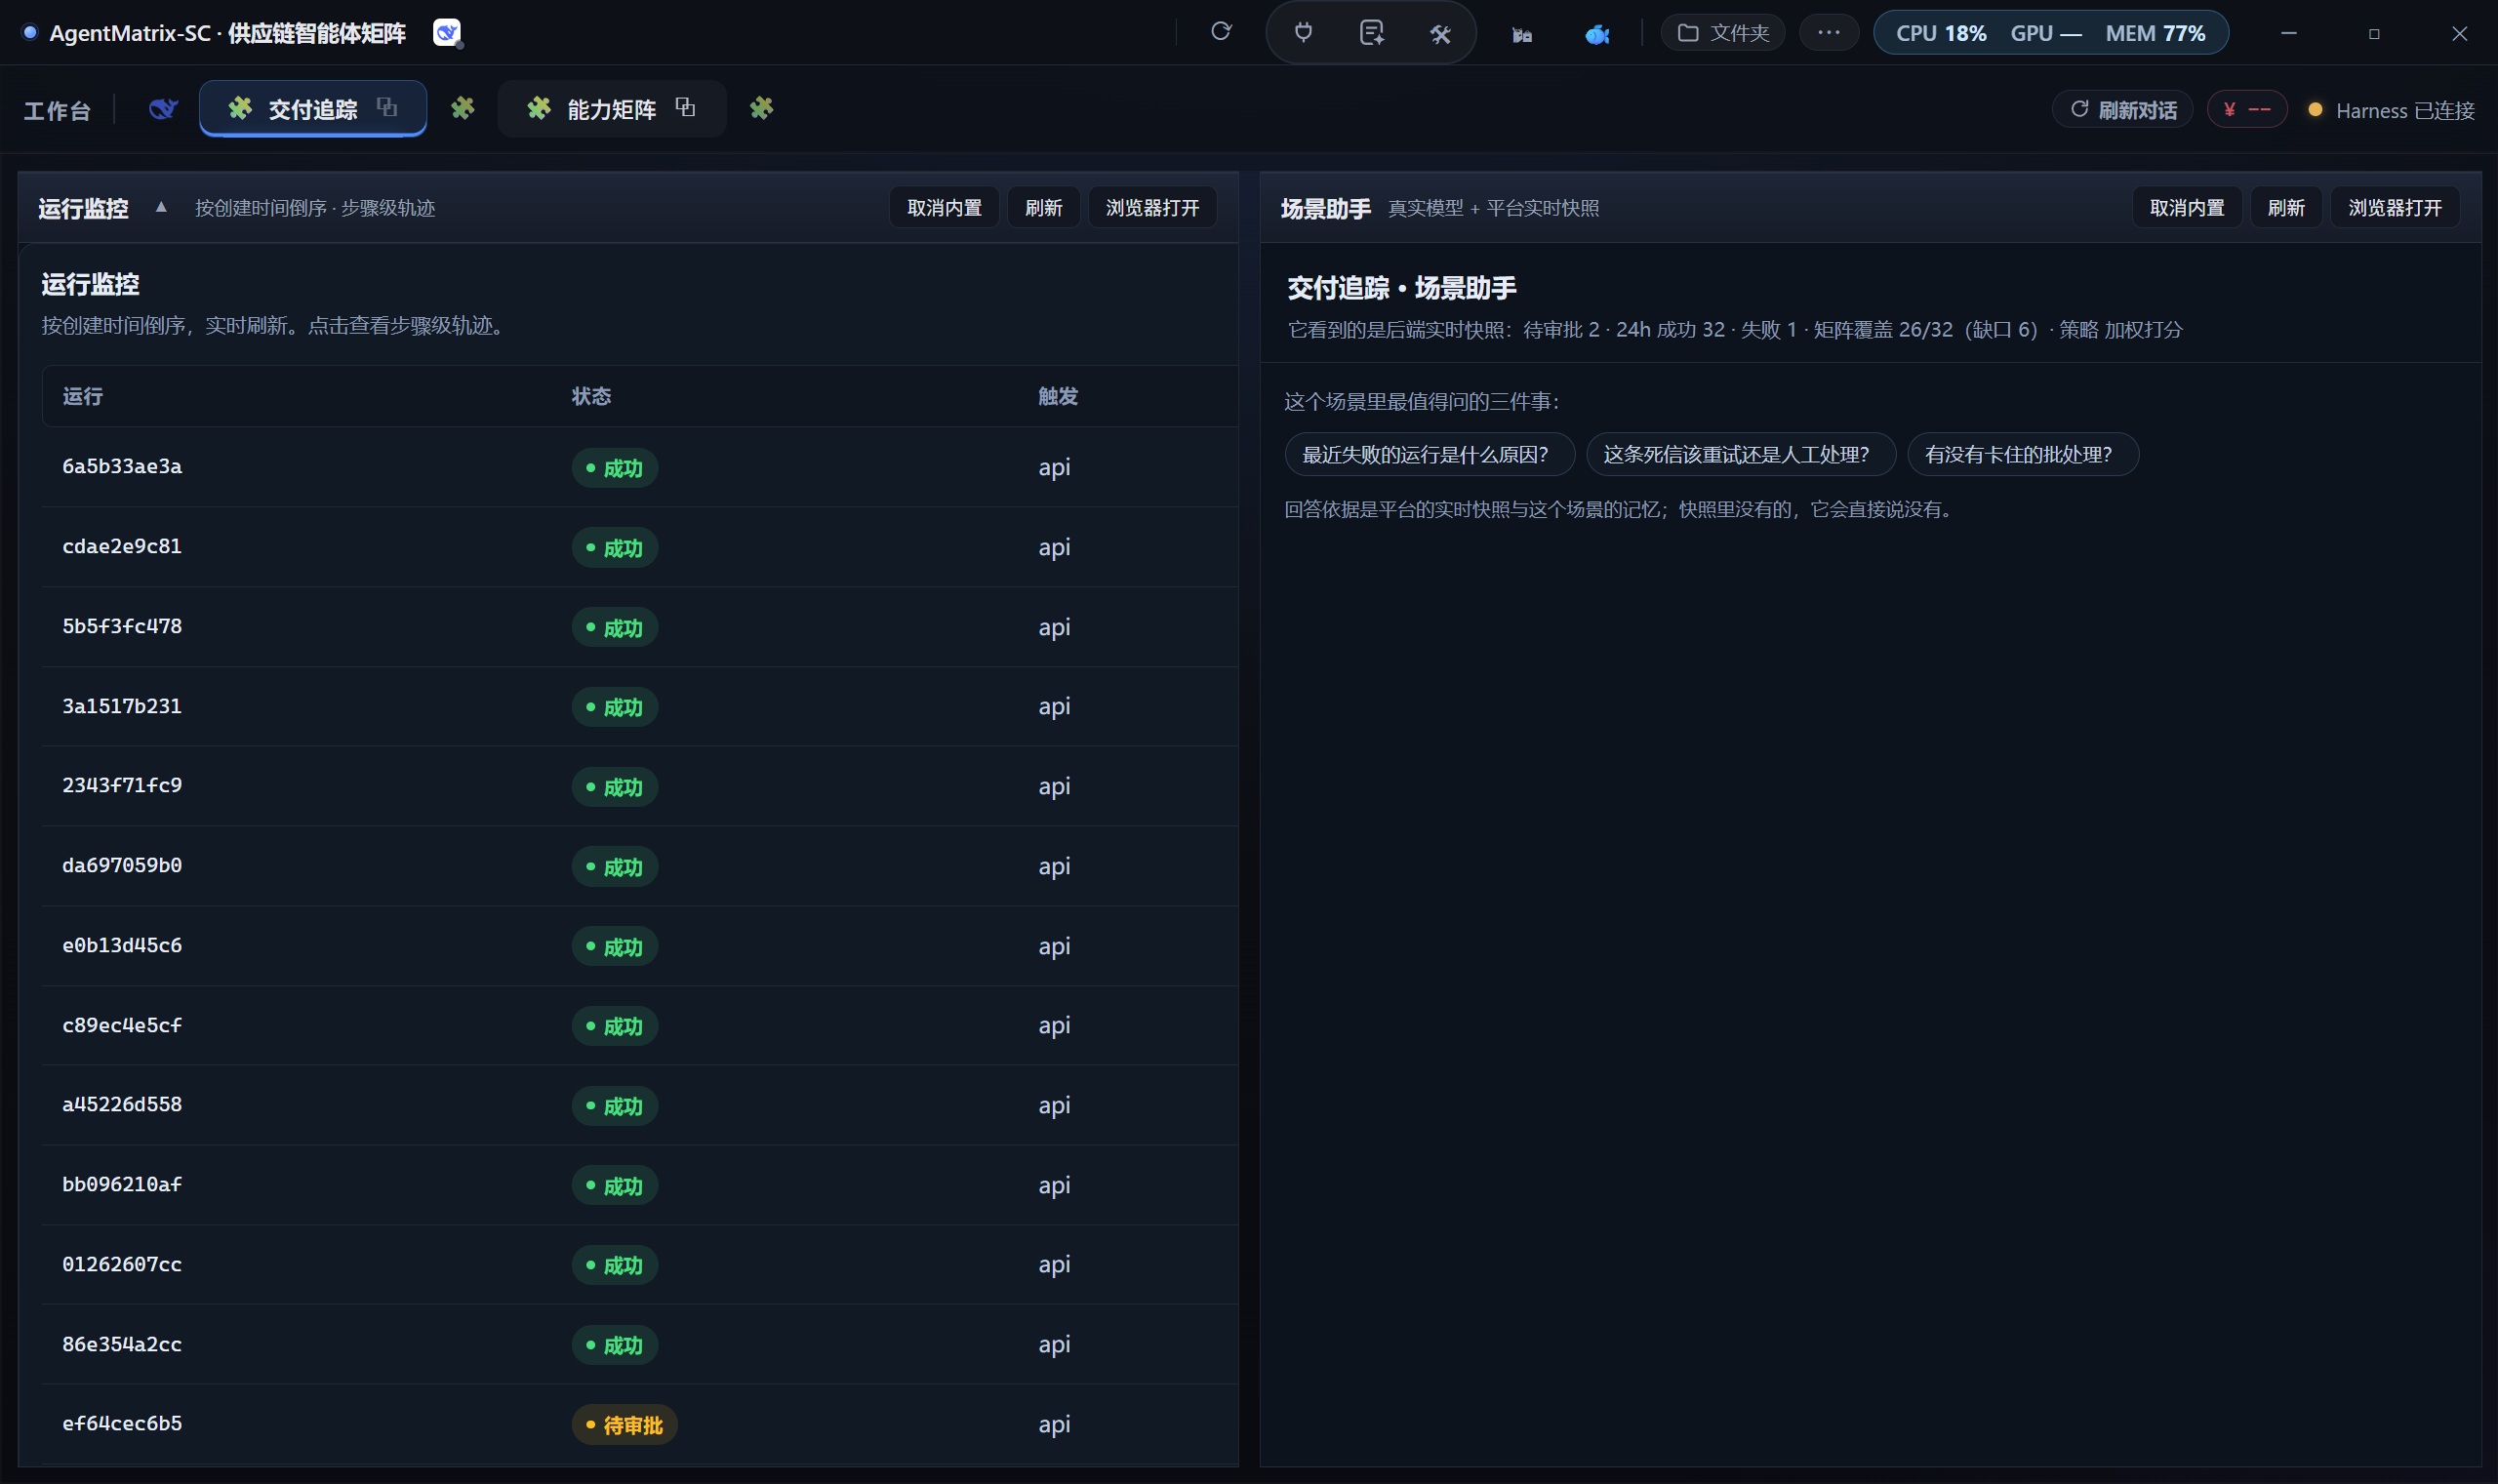 AgentMatrix-SC · 供应链智能体矩阵
文件夹
···
CPU 18% GPU — MEM 77%
工作台
交付追踪
能力矩阵
刷新对话
¥ --
Harness 已连接
运行监控 ▲ 按创建时间倒序 · 步骤级轨迹
取消内置 刷新 浏览器打开
运行监控
按创建时间倒序，实时刷新。点击查看步骤级轨迹。
运行 状态 触发
6a5b33ae3a 成功 api
cdae2e9c81 成功 api
5b5f3fc478 成功 api
3a1517b231 成功 api
2343f71fc9 成功 api
da697059b0 成功 api
e0b13d45c6 成功 api
c89ec4e5cf 成功 api
a45226d558 成功 api
bb096210af 成功 api
01262607cc 成功 api
86e354a2cc 成功 api
ef64cec6b5 待审批 api
场景助手 真实模型 + 平台实时快照
取消内置 刷新 浏览器打开
交付追踪 · 场景助手
它看到的是后端实时快照：待审批 2 · 24h 成功 32 · 失败 1 · 矩阵覆盖 26/32（缺口 6）· 策略 加权打分
这个场景里最值得问的三件事：
最近失败的运行是什么原因？ 这条死信该重试还是人工处理？ 有没有卡住的批处理？
回答依据是平台的实时快照与这个场景的记忆；快照里没有的，它会直接说没有。